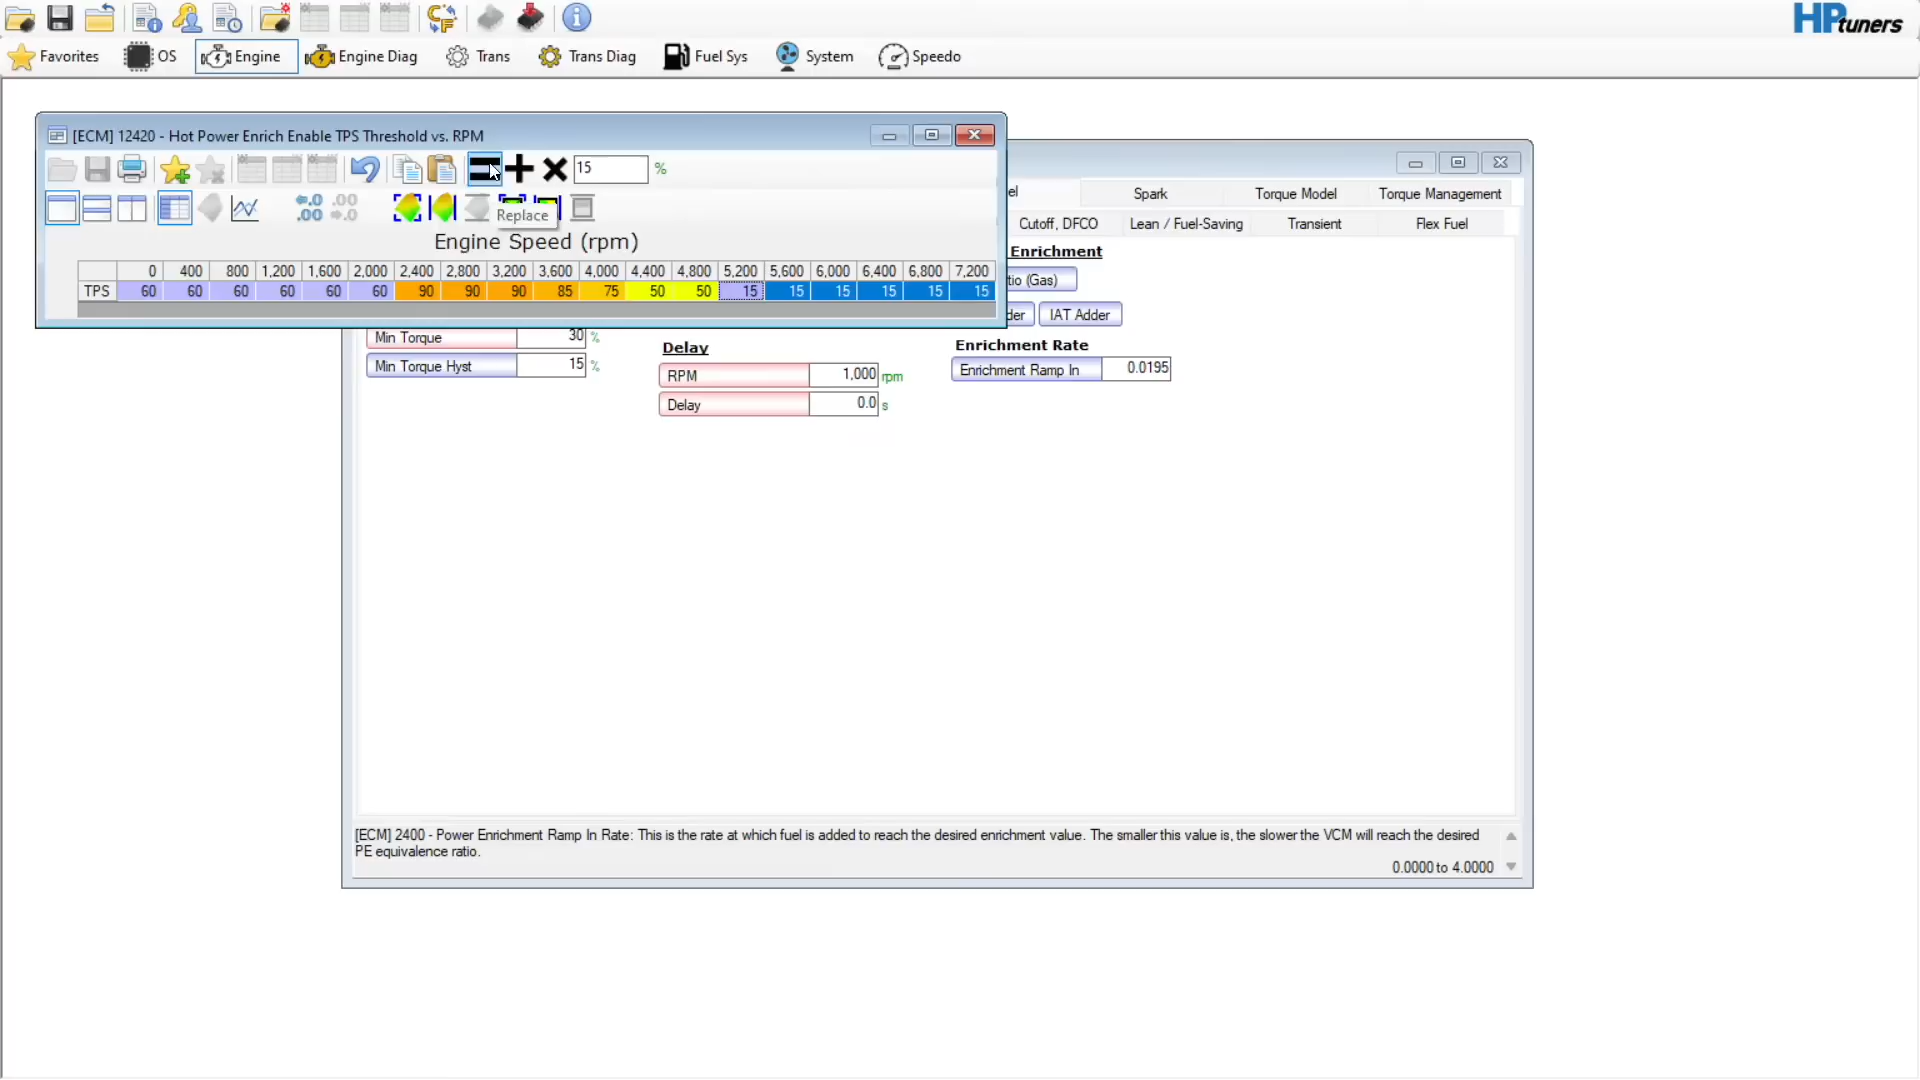 HPtuners
Favorites OS Engine Engine Diag Trans Trans Diag Fuel Sys System Speedo
[ECM] 12420 - Hot Power Enrich Enable TPS Threshold vs. RPM
15 %
Replace
Engine Speed (rpm)
0 400 800 1,200 1,600 2,000 2,400 2,800 3,200 3,600 4,000 4,400 4,800 5,200 5,600 6,000 6,400 6,800 7,200
TPS 60 60 60 60 60 60 90 90 90 85 75 50 50 15 15 15 15 15 15
el Spark Torque Model Torque Management
Cutoff, DFCO Lean / Fuel-Saving Transient Flex Fuel
Enrichment
tio (Gas)
der IAT Adder
Min Torque 30 %
Min Torque Hyst 15 %
Delay
RPM 1,000 rpm
Delay 0.0 s
Enrichment Rate
Enrichment Ramp In 0.0195
[ECM] 2400 - Power Enrichment Ramp In Rate: This is the rate at which fuel is added to reach the desired enrichment value. The smaller this value is, the slower the VCM will reach the desired
PE equivalence ratio.
0.0000 to 4.0000